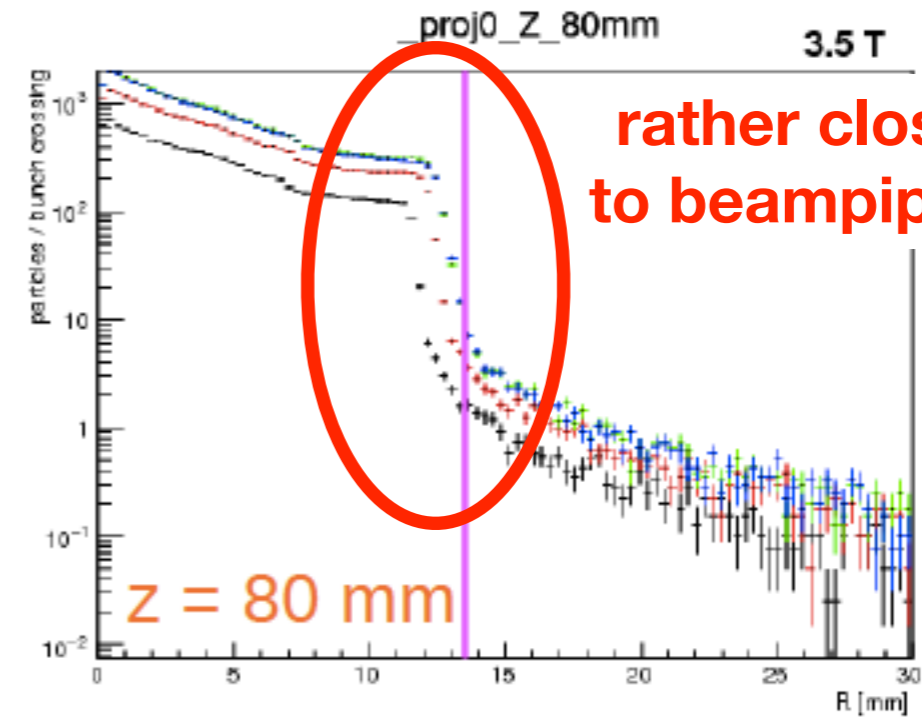 _proj0_Z_80mm
3.5 T
rather clos
to beampip
particles / bunch crossing
10³
10²
10
1
10⁻¹
10⁻²
z = 80 mm
0 5 10 15 20 25 30
R [mm]